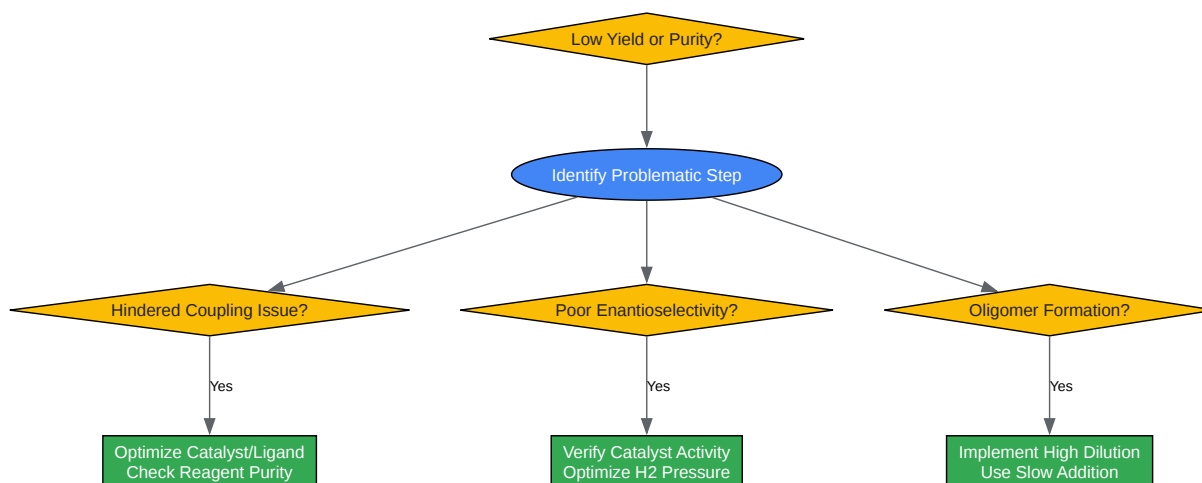 Low Yield or Purity?
Identify Problematic Step
Hindered Coupling Issue?
Poor Enantioselectivity?
Oligomer Formation?
Yes
Yes
Yes
Optimize Catalyst/Ligand
Check Reagent Purity
Verify Catalyst Activity
Optimize H2 Pressure
Implement High Dilution
Use Slow Addition